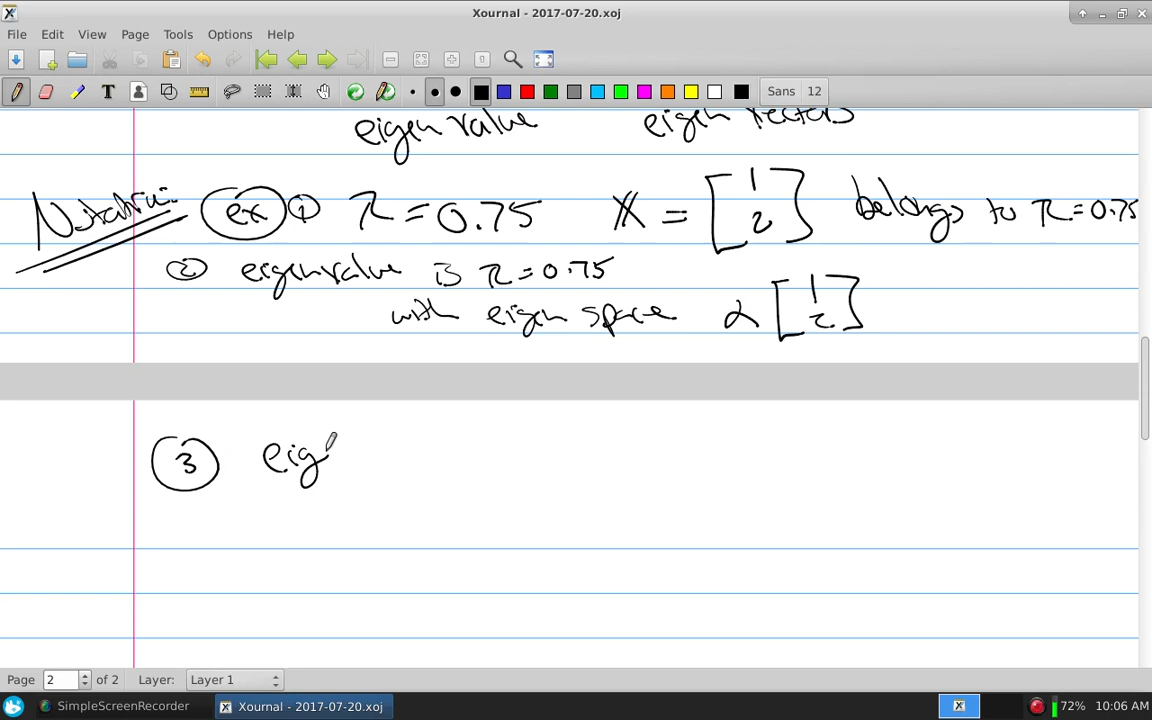 Xournal - 2017-07-20.xoj
File Edit View Page Tools Options Help
Sans 12
eigenvalue eigen vectors
Notation: ex ① λ = 0.75 X = [1 2] belongs to λ = 0.75
② eigenvalue is λ = 0.75
with eigen space α [1 2]
③ eig
Page 2 of 2 Layer: Layer 1
SimpleScreenRecorder Xournal - 2017-07-20.xoj 72% 10:06 AM